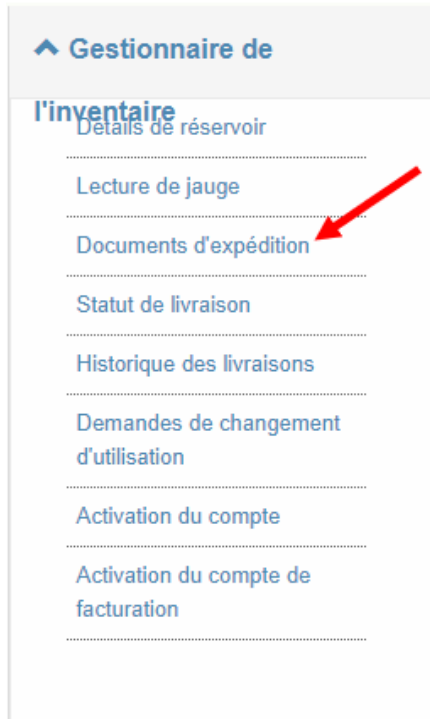 Gestionnaire de
l'inventaire
Détails de réservoir
Lecture de jauge
Documents d'expédition
Statut de livraison
Historique des livraisons
Demandes de changement
d'utilisation
Activation du compte
Activation du compte de
facturation